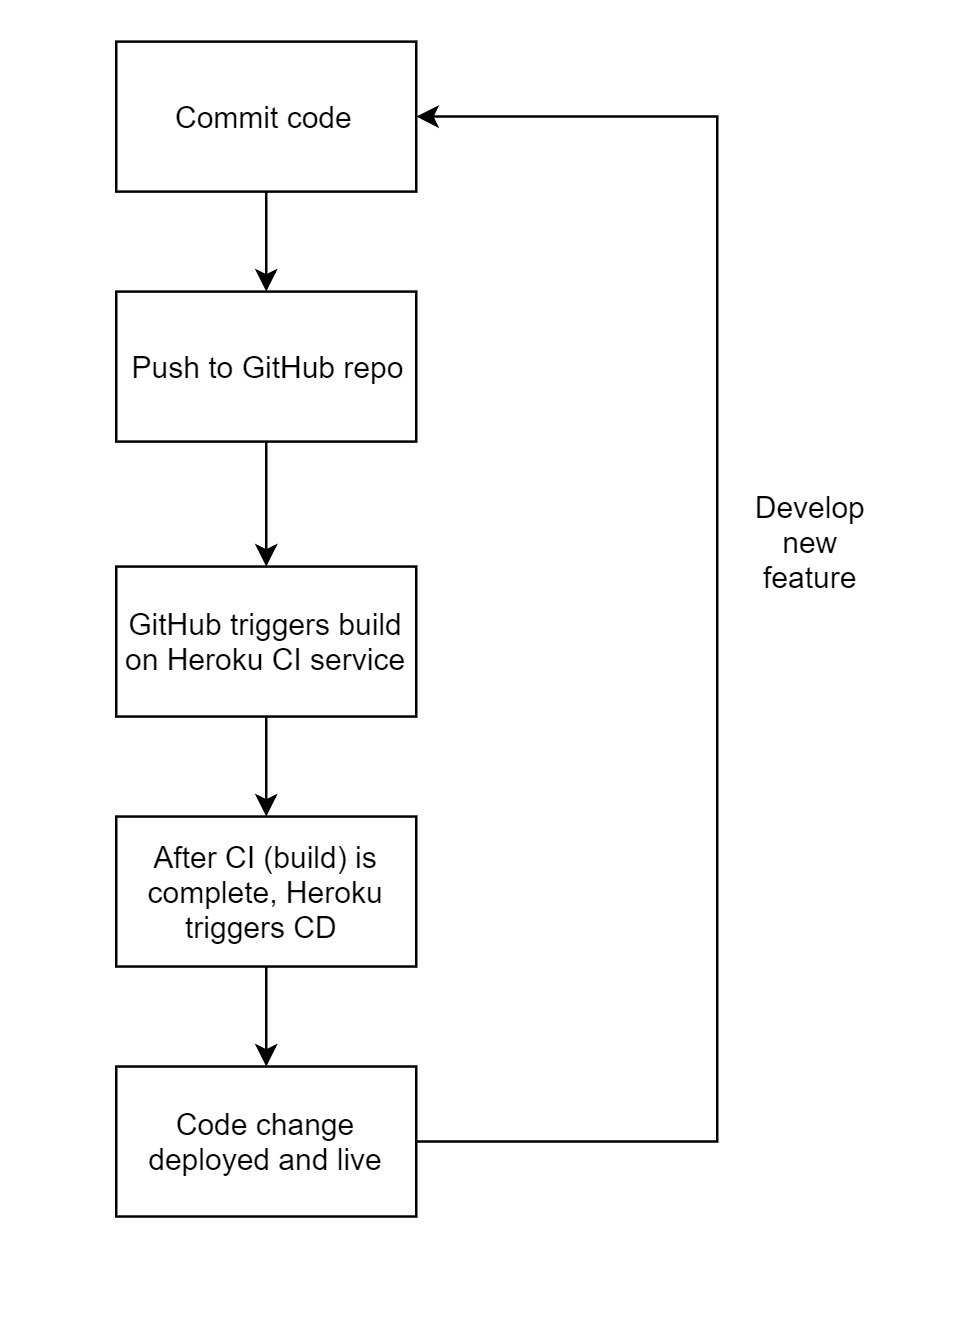 Commit code
Push to GitHub repo
GitHub triggers build
on Heroku CI service
After CI (build) is
complete, Heroku
triggers CD
Code change
deployed and live
Develop
new
feature